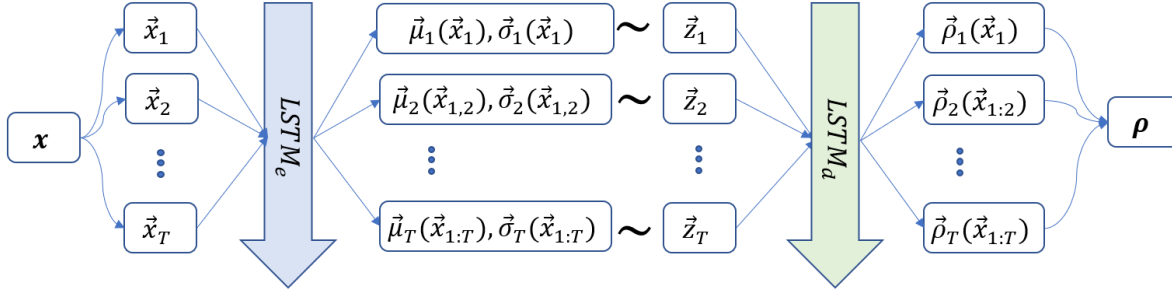 x
x⃗₁
x⃗₂
x⃗_T
LSTM_e
μ⃗₁(x⃗₁), σ⃗₁(x⃗₁) ~ z⃗₁
μ⃗₂(x⃗₁,₂), σ⃗₂(x⃗₁,₂) ~ z⃗₂
μ⃗_T(x⃗₁:T), σ⃗_T(x⃗₁:T) ~ z⃗_T
LSTM_d
ρ⃗₁(x⃗₁)
ρ⃗₂(x⃗₁:₂)
ρ⃗_T(x⃗₁:T)
ρ